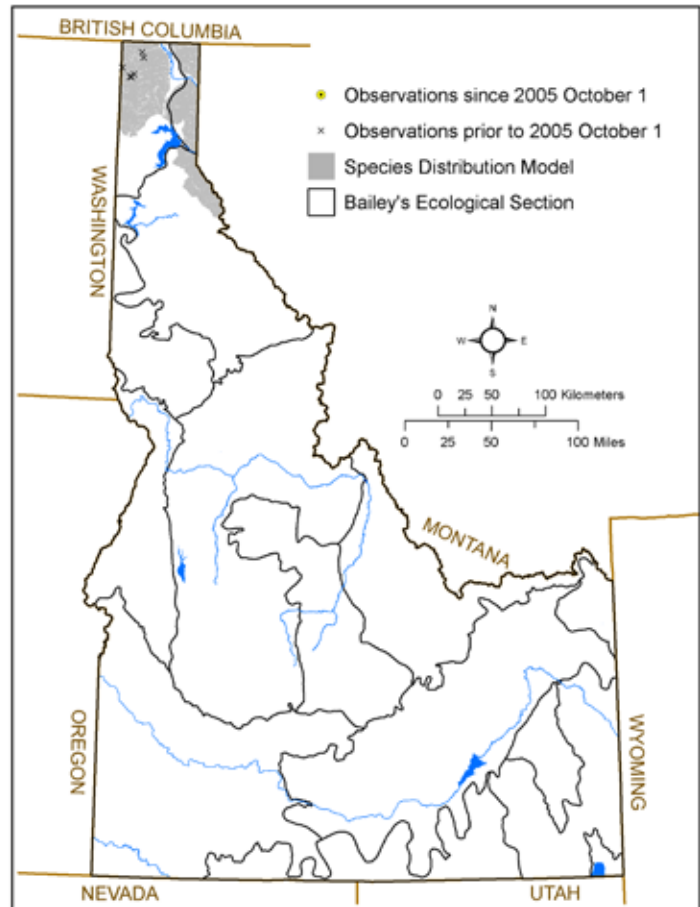 BRITISH COLUMBIA
Observations since 2005 October 1
Observations prior to 2005 October 1
Species Distribution Model
Bailey's Ecological Section
WASHINGTON
N
W E
S
0 25 50 100 Kilometers
0 25 50 100 Miles
MONTANA
OREGON
WYOMING
NEVADA
UTAH